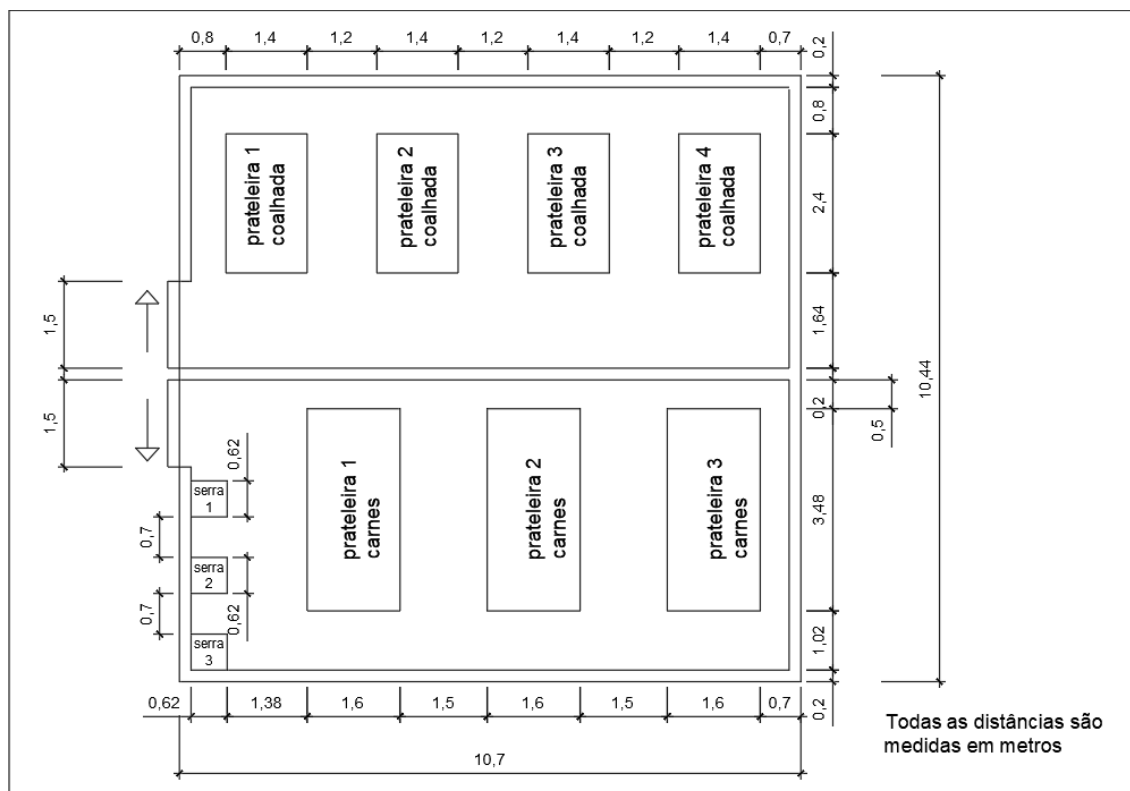 0,8 1,4 1,2 1,4 1,2 1,4 1,2 1,4 0,7
0,2
0,8
prateleira 1
coalhada
prateleira 2
coalhada
prateleira 3
coalhada
prateleira 4
coalhada
2,4
1,5
1,64
10,44
1,5
0,2
0,5
0,62
serra
1
prateleira 1
carnes
prateleira 2
carnes
prateleira 3
carnes
3,48
0,7
serra
2
0,7
0,62
serra
3
1,02
0,62 1,38 1,6 1,5 1,6 1,5 1,6 0,7
0,2
10,7
Todas as distâncias são
medidas em metros